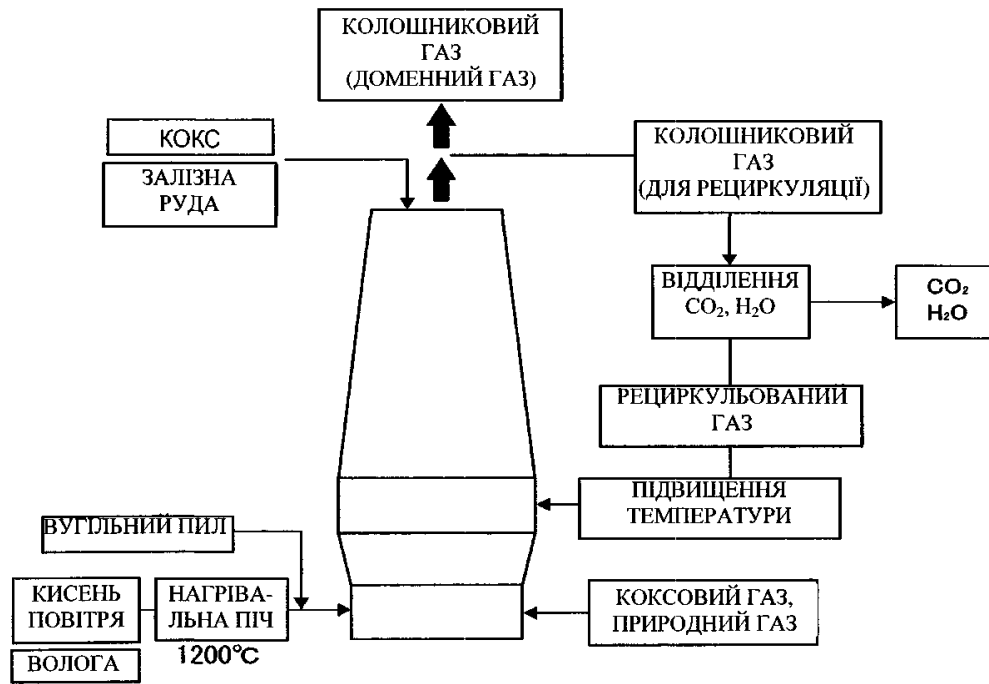 КОЛОШНИКОВИЙ
ГАЗ
(ДОМЕННИЙ ГАЗ)
КОКС
ЗАЛІЗНА
РУДА
КОЛОШНИКОВИЙ
ГАЗ
(ДЛЯ РЕЦИРКУЛЯЦІЇ)
ВІДДІЛЕННЯ
CO₂, H₂O
CO₂
H₂O
РЕЦИРКУЛЬОВАНИЙ
ГАЗ
ПІДВИЩЕННЯ
ТЕМПЕРАТУРИ
ВУГІЛЬНИЙ ПИЛ
КИСЕНЬ
ПОВІТРЯ
НАГРІВА-
ЛЬНА ПІЧ
1200°C
ВОЛОГА
КОКСОВИЙ ГАЗ,
ПРИРОДНИЙ ГАЗ